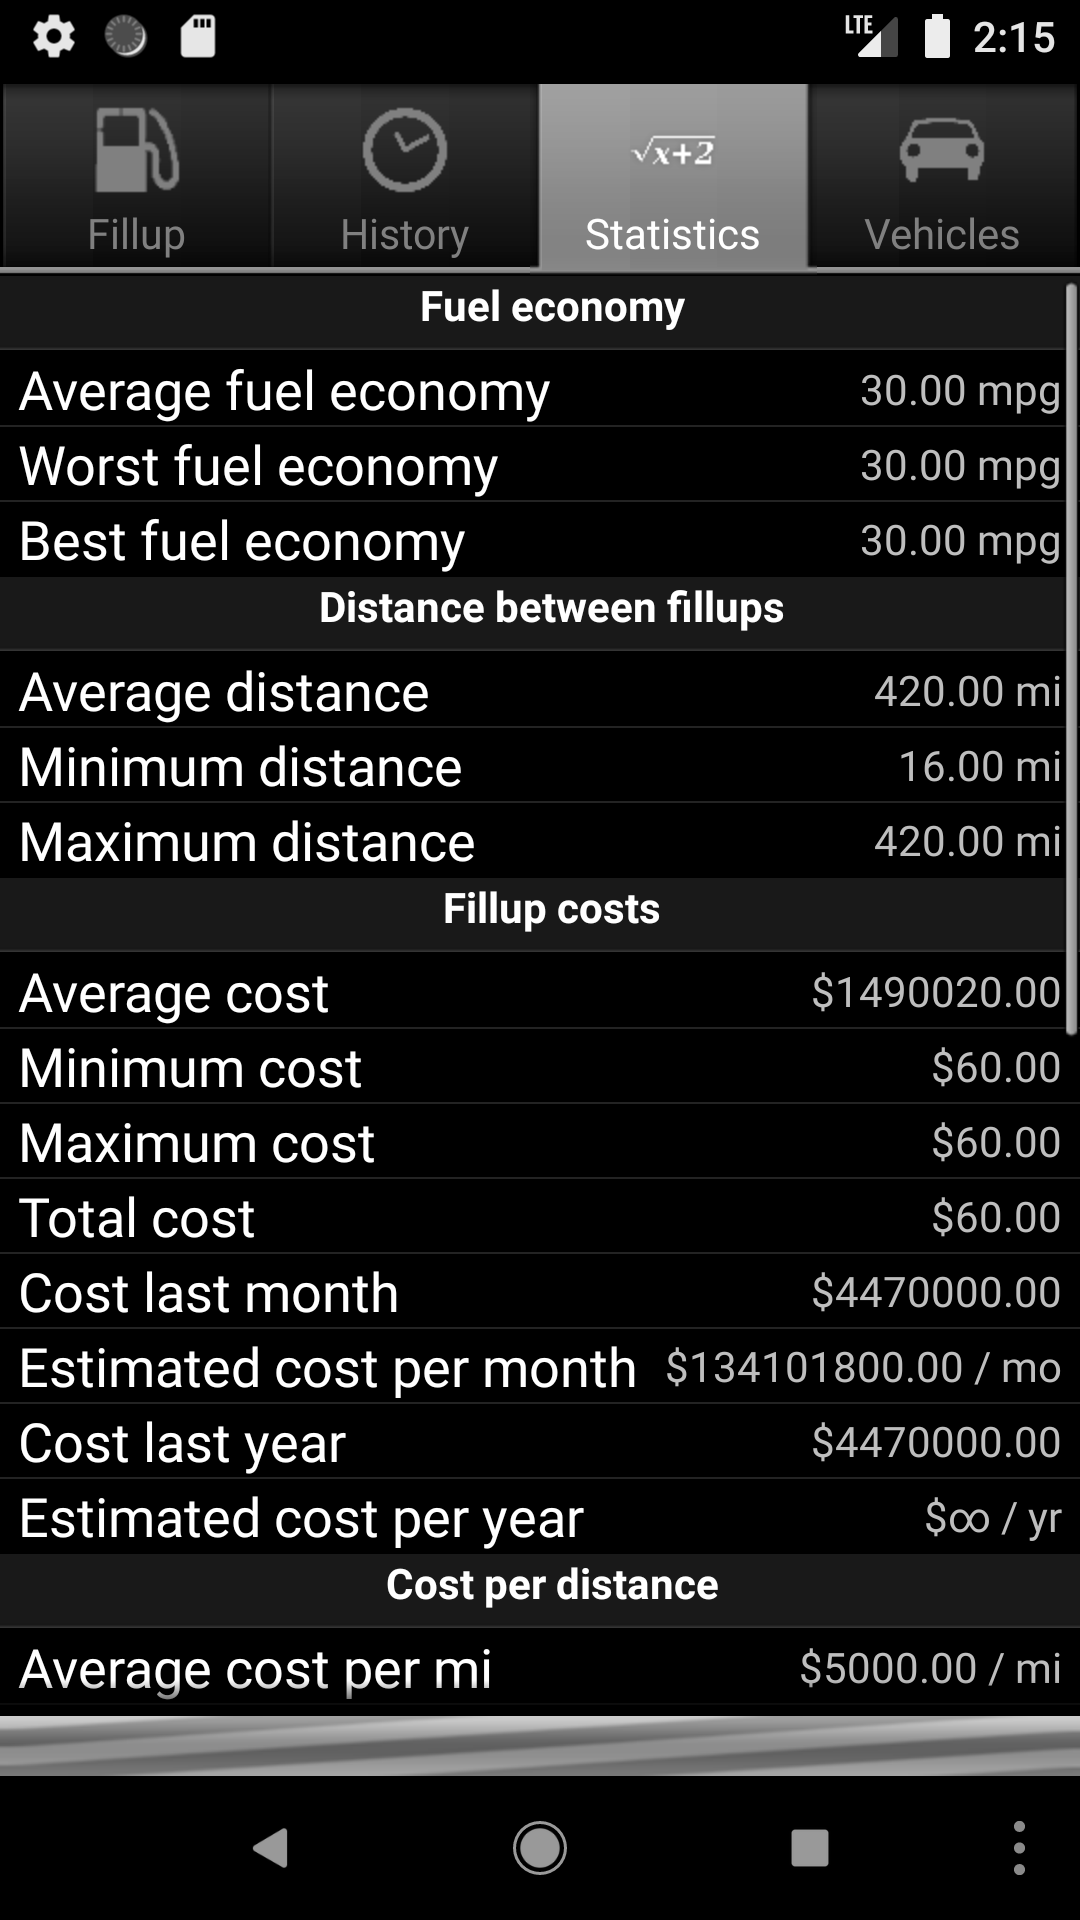 LTE 2:15
√x+2
Fillup History Statistics Vehicles
Fuel economy
Average fuel economy 30.00 mpg
Worst fuel economy 30.00 mpg
Best fuel economy 30.00 mpg
Distance between fillups
Average distance 420.00 mi
Minimum distance 16.00 mi
Maximum distance 420.00 mi
Fillup costs
Average cost $1490020.00
Minimum cost $60.00
Maximum cost $60.00
Total cost $60.00
Cost last month $4470000.00
Estimated cost per month $134101800.00 / mo
Cost last year $4470000.00
Estimated cost per year $∞ / yr
Cost per distance
Average cost per mi $5000.00 / mi